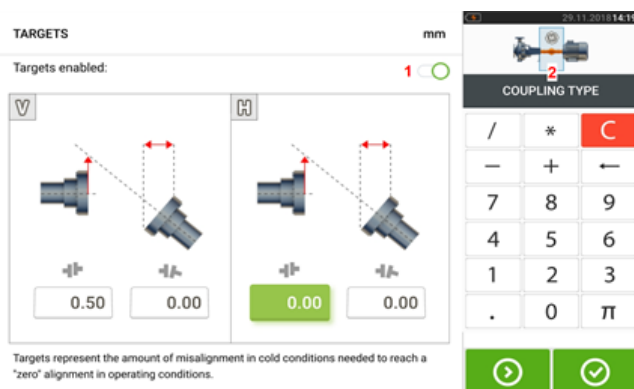 29.11.2018 14:19
TARGETS
mm
Targets enabled:
1
2
COUPLING TYPE
V
H
0.50
0.00
0.00
0.00
/ * C
− + ←
7 8 9
4 5 6
1 2 3
. 0 π
Targets represent the amount of misalignment in cold conditions needed to reach a
"zero" alignment in operating conditions.